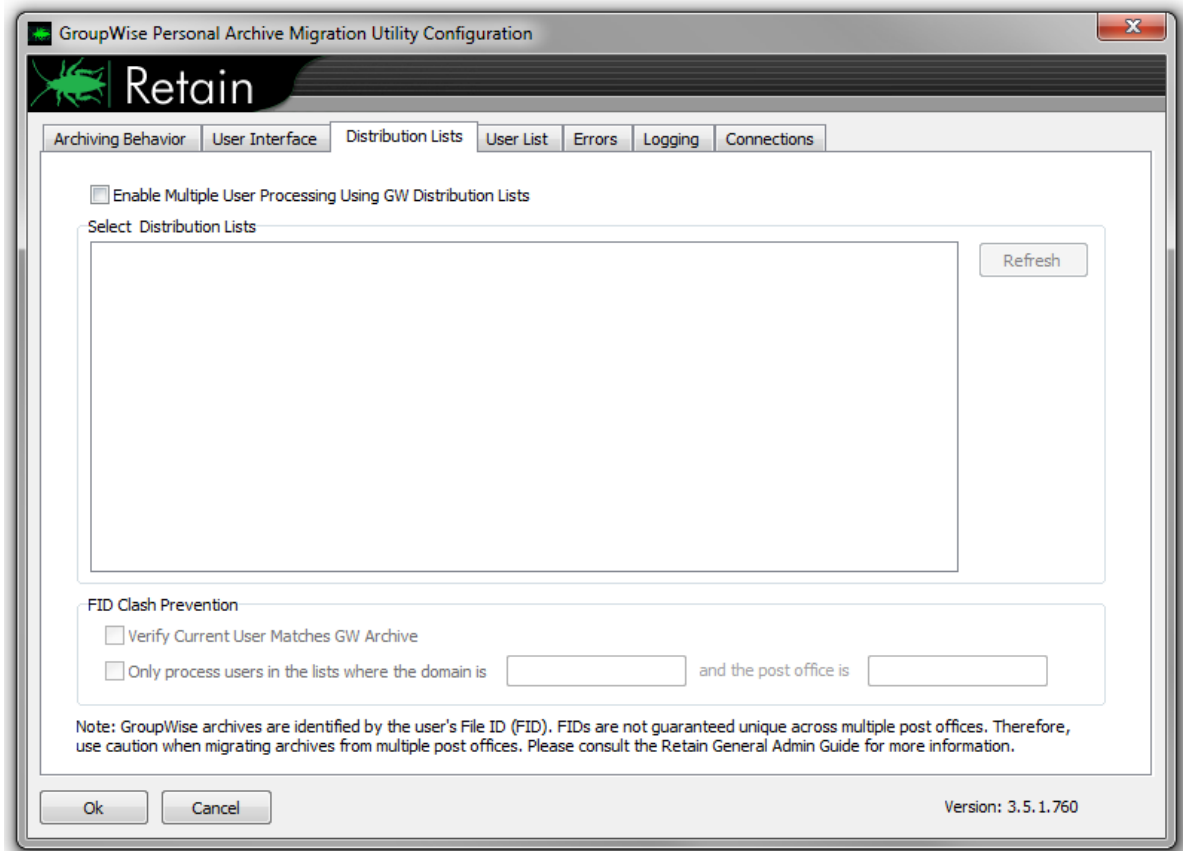 GroupWise Personal Archive Migration Utility Configuration
Retain
Archiving Behavior User Interface Distribution Lists User List Errors Logging Connections
Enable Multiple User Processing Using GW Distribution Lists
Select Distribution Lists
Refresh
FID Clash Prevention
Verify Current User Matches GW Archive
Only process users in the lists where the domain is and the post office is
Note: GroupWise archives are identified by the user's File ID (FID). FIDs are not guaranteed unique across multiple post offices. Therefore,
use caution when migrating archives from multiple post offices. Please consult the Retain General Admin Guide for more information.
Ok Cancel Version: 3.5.1.760